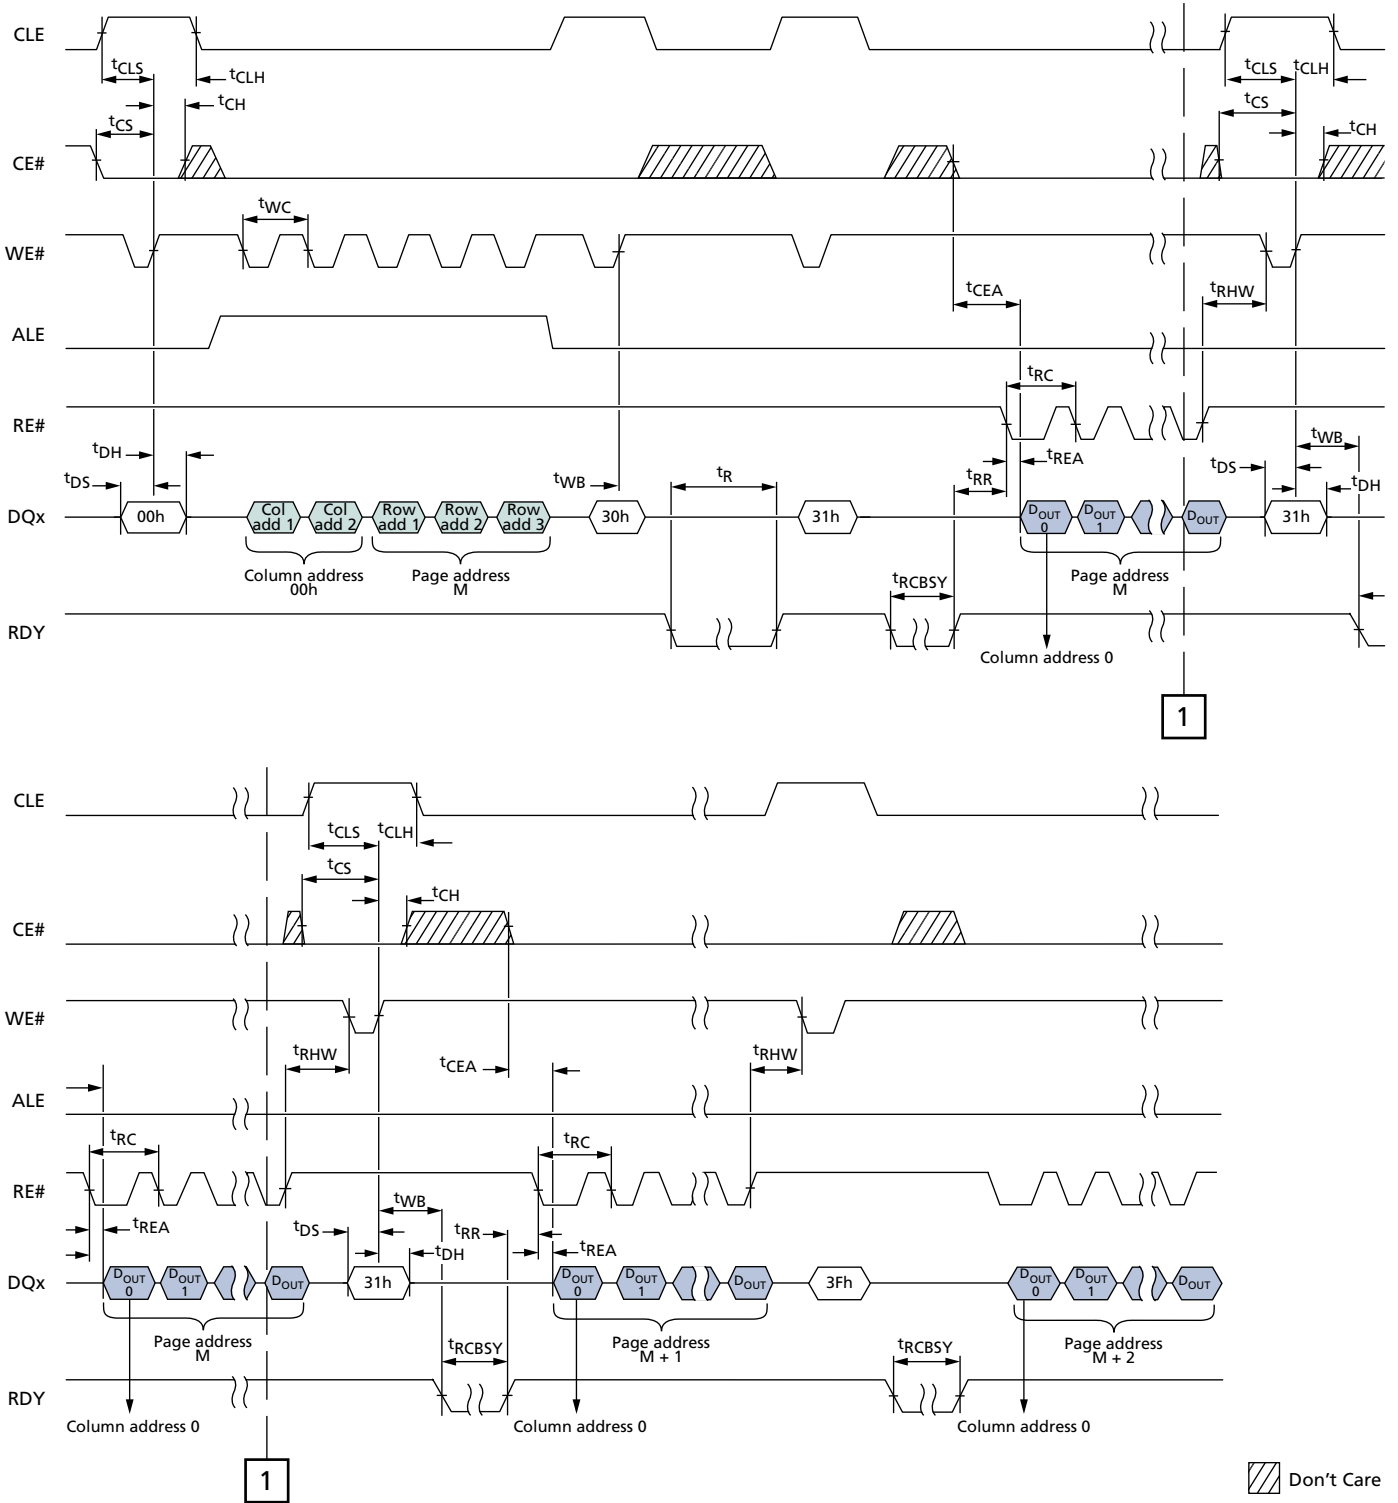 CLE
tCLS
tCLH
tCH
tCS
tCLS
tCLH
tCS
tCH
CE#
tWC
WE#
tCEA
tRHW
ALE
tRC
RE#
tDH
tDS
tWB
tR
tRR
tREA
tWB
tDS
tDH
DQx
00h
Col add 1
Col add 2
Row add 1
Row add 2
Row add 3
30h
31h
DOUT 0
DOUT 1
DOUT
31h
Column address 00h
Page address M
tRCBSY
Page address M
RDY
Column address 0
1
CLE
tCLS
tCLH
tCS
tCH
CE#
WE#
tRHW
tCEA
tRHW
ALE
tRC
tRC
RE#
tREA
tDS
tWB
tRR
tDH
tREA
DQx
DOUT 0
DOUT 1
DOUT
31h
DOUT 0
DOUT 1
DOUT
3Fh
DOUT 0
DOUT 1
DOUT
Page address M
tRCBSY
Page address M + 1
tRCBSY
Page address M + 2
RDY
Column address 0
Column address 0
Column address 0
1
Don't Care